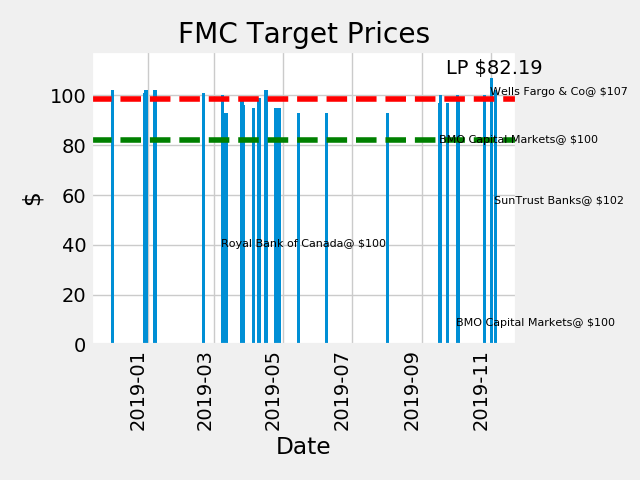 FMC Target Prices
LP $82.19
Wells Fargo & Co@ $107
BMO Capital Markets@ $100
SunTrust Banks@ $102
Royal Bank of Canada@ $100
BMO Capital Markets@ $100
$
100
80
60
40
20
0
2019-01
2019-03
2019-05
2019-07
2019-09
2019-11
Date